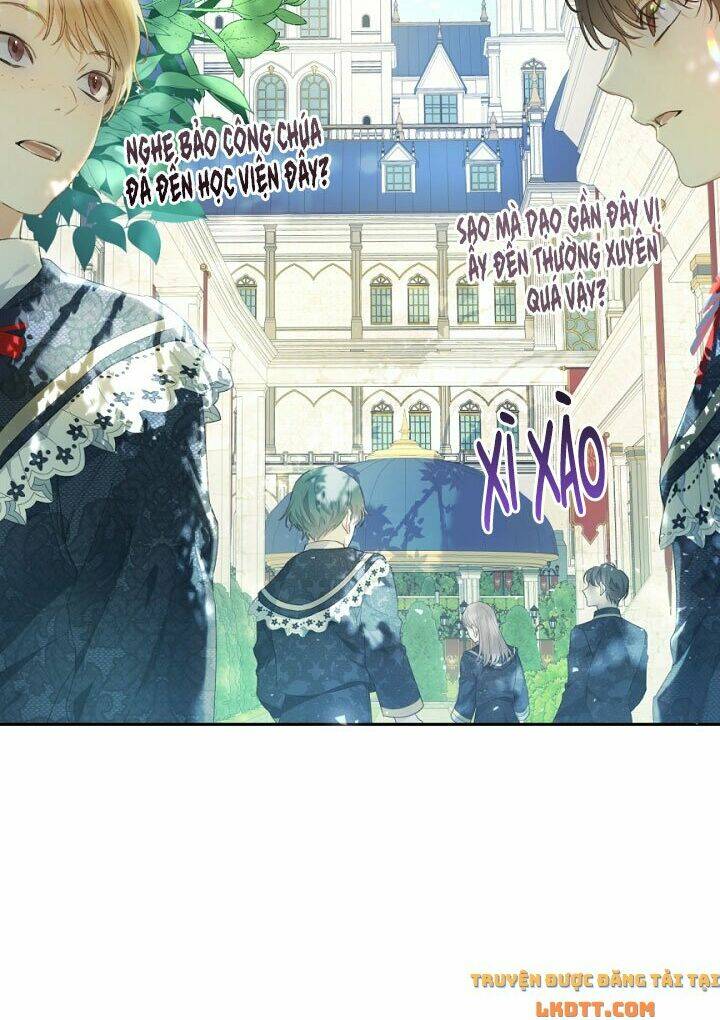 NGHE BẢO CÔNG CHÚA
ĐÃ ĐẾN HỌC VIỆN ĐẤY?
SAO MÀ DẠO GẦN ĐÂY VỊ
ẤY ĐẾN THƯỜNG XUYÊN
QUÁ VẬY?
XÌ XÀO
TRUYỆN ĐƯỢC ĐĂNG TẢI TẠI
LKDTT.COM